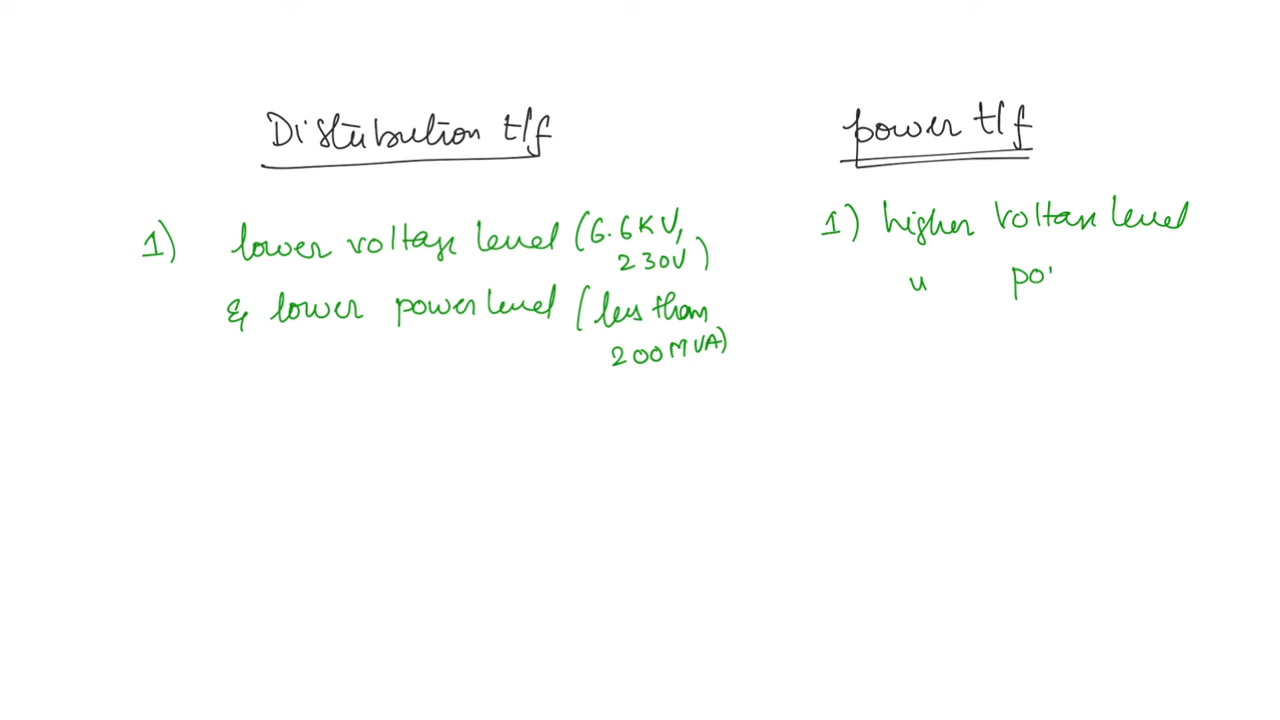 Distribution t/f
power t/f
1) lower voltage level (6.6KV,
230V)
& lower power level (less than
200MVA)
1) higher voltage level
u po